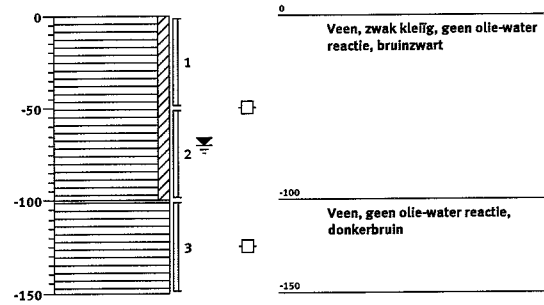 0
-50
-100
-150
1
2
3
0
Veen, zwak kleiïg, geen olie-water
reactie, bruinzwart
-100
Veen, geen olie-water reactie,
donkerbruin
-150